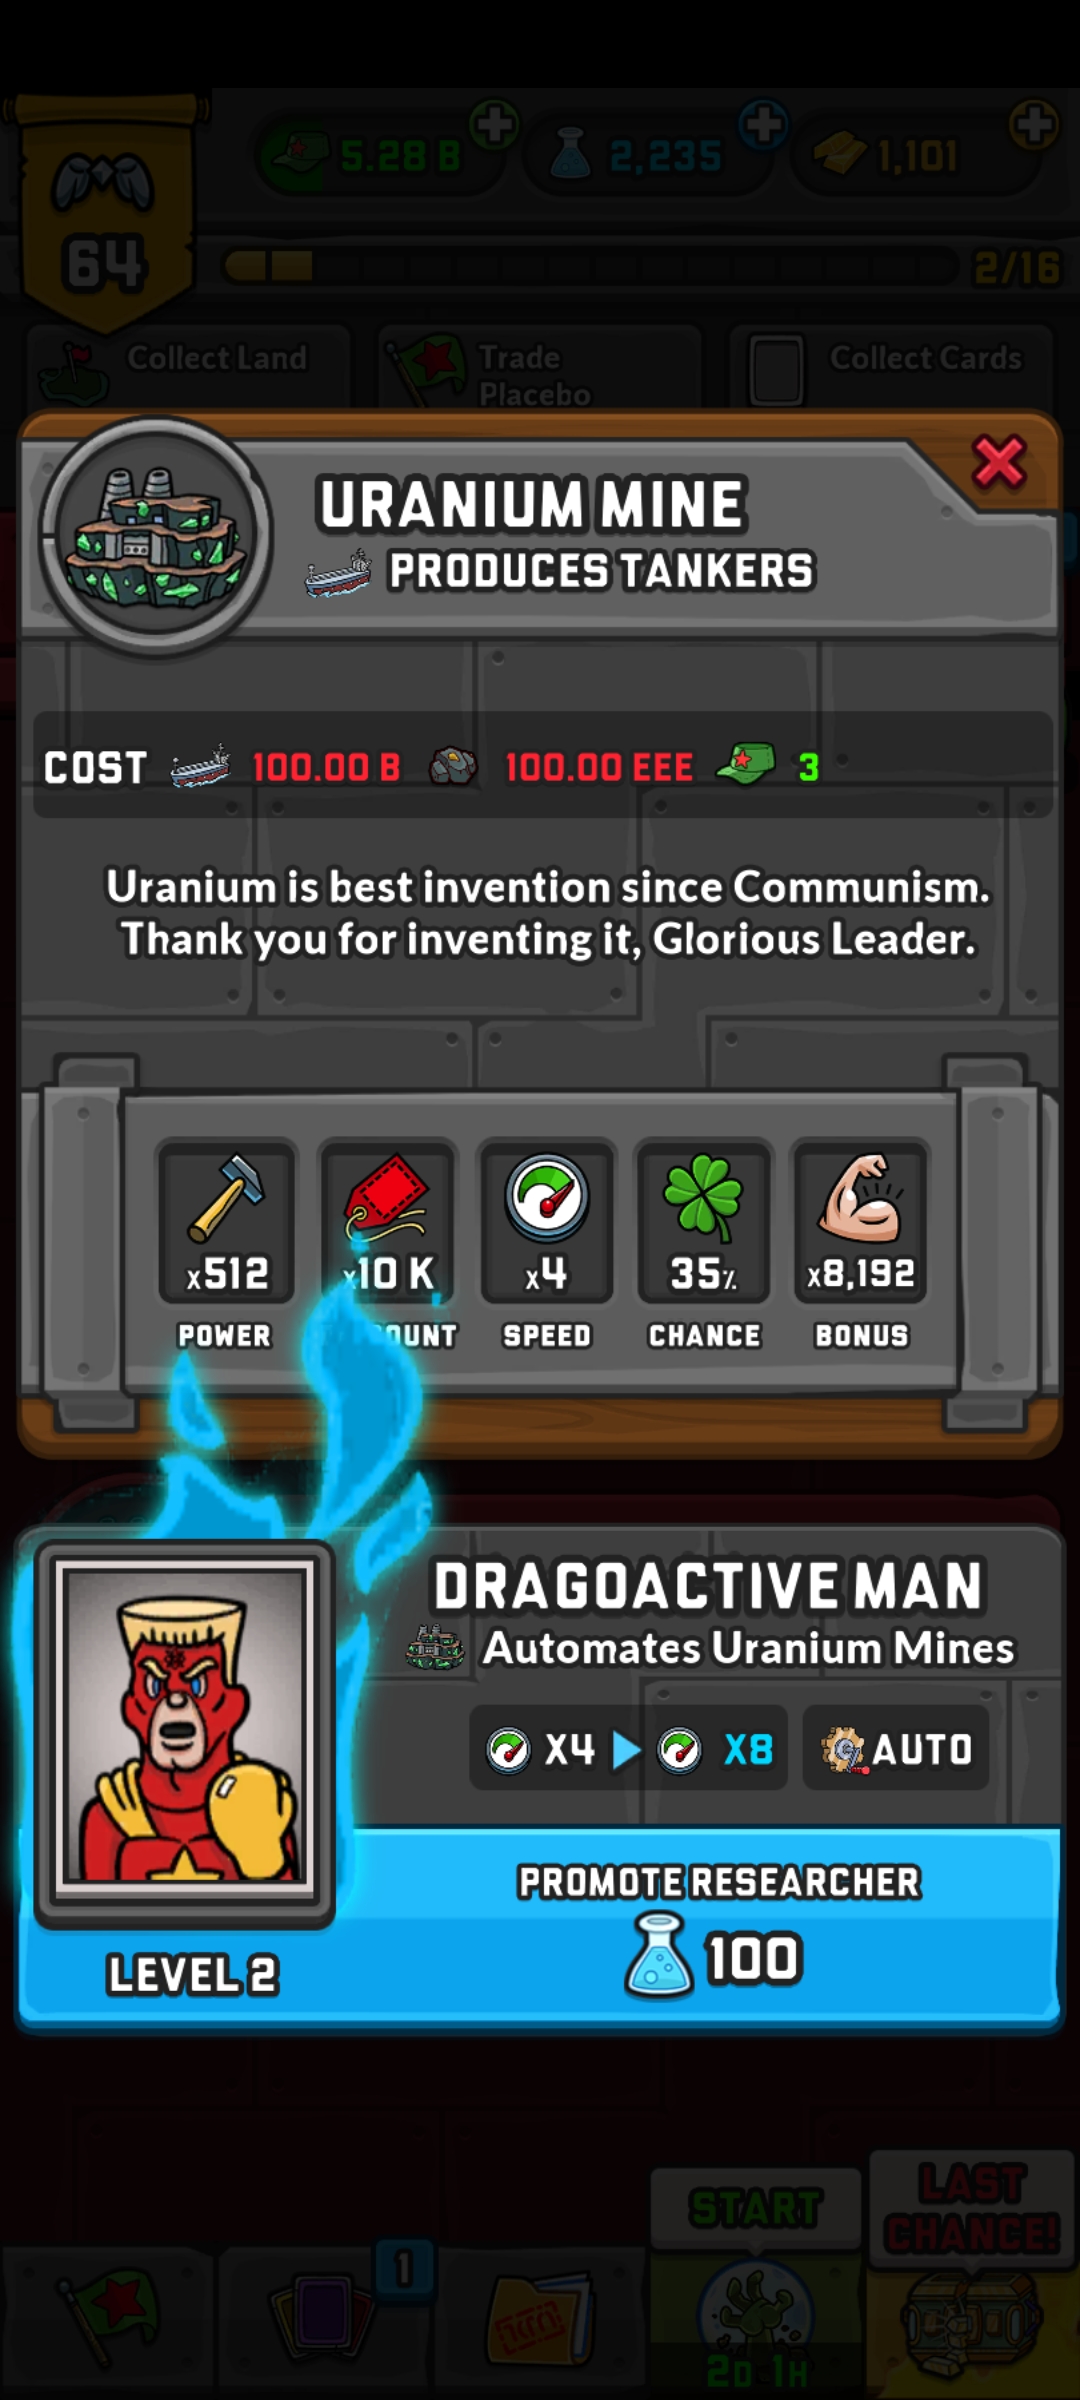 5.28 B
2,235
1,101
64
2/16
Collect Land
Trade
Placebo
Collect Cards
URANIUM MINE
PRODUCES TANKERS
COST 100.00 B 100.00 EEE 3
Uranium is best invention since Communism.
Thank you for inventing it, Glorious Leader.
x512 x10 K x4 35% x8,192
POWER SPEED CHANCE BONUS
DRAGOACTIVE MAN
Automates Uranium Mines
X4 X8 AUTO
PROMOTE RESEARCHER
100
LEVEL 2
START
LAST
CHANCE!
1
2D 1H